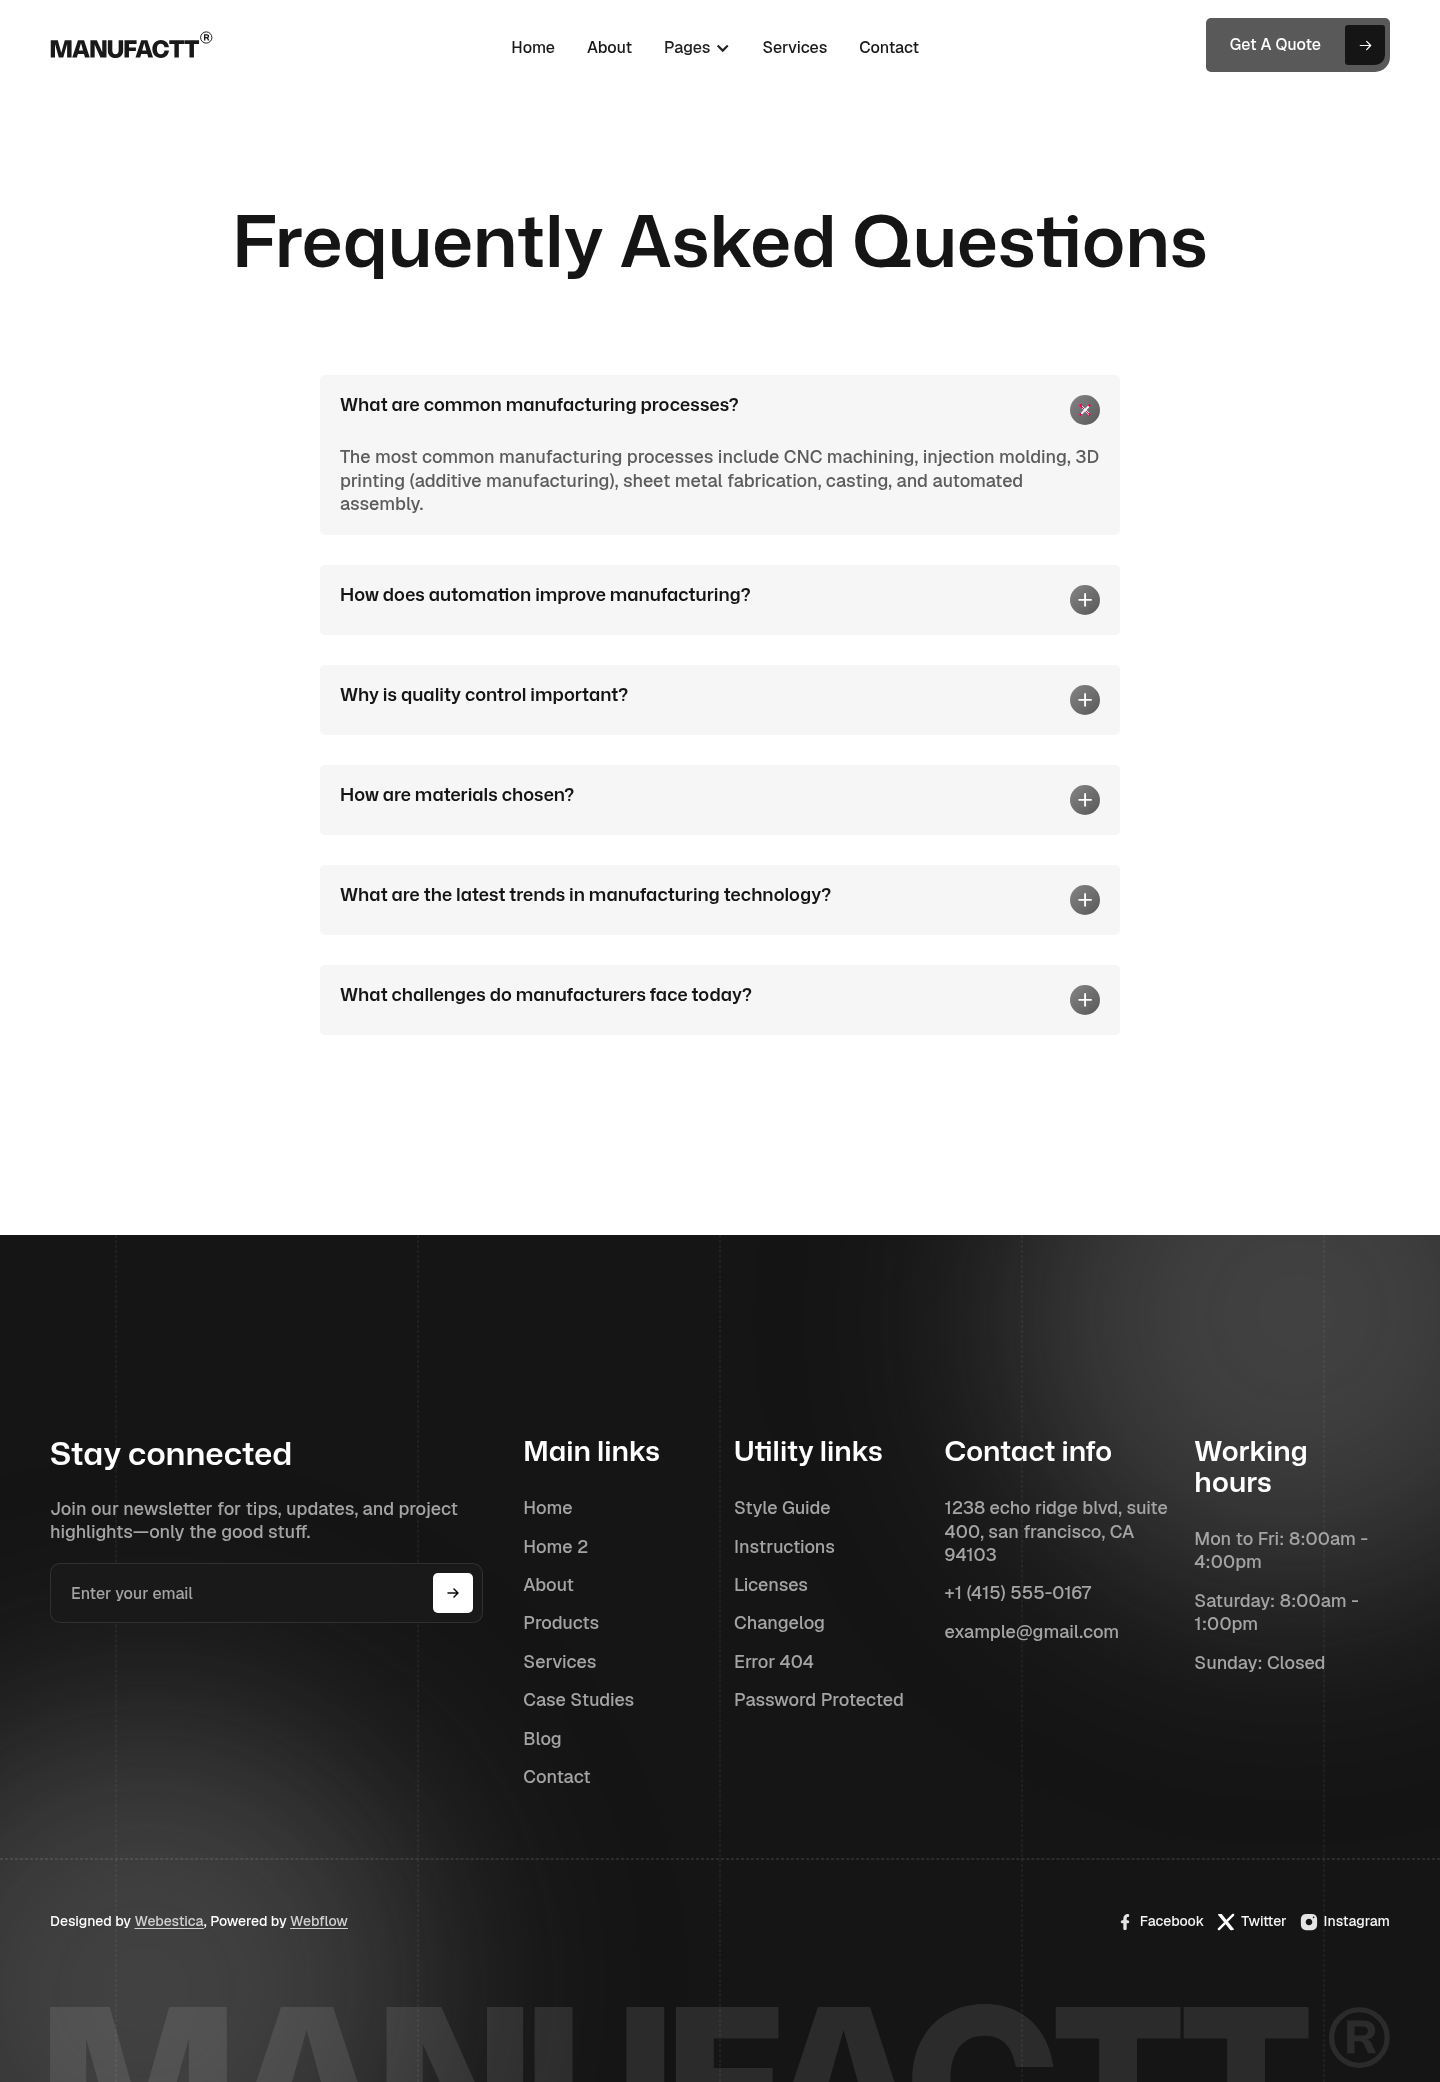 MANUFACTT®
Home
About
Pages
Services
Contact
Get A Quote
Frequently Asked Questions
What are common manufacturing processes?
The most common manufacturing processes include CNC machining, injection molding, 3D
printing (additive manufacturing), sheet metal fabrication, casting, and automated
assembly.
How does automation improve manufacturing?
Why is quality control important?
How are materials chosen?
What are the latest trends in manufacturing technology?
What challenges do manufacturers face today?
Stay connected
Join our newsletter for tips, updates, and project
highlights—only the good stuff.
Enter your email
Main links
Home
Home 2
About
Products
Services
Case Studies
Blog
Contact
Utility links
Style Guide
Instructions
Licenses
Changelog
Error 404
Password Protected
Contact info
1238 echo ridge blvd, suite
400, san francisco, CA
94103
+1 (415) 555-0167
example@gmail.com
Working
hours
Mon to Fri: 8:00am -
4:00pm
Saturday: 8:00am -
1:00pm
Sunday: Closed
Designed by Webestica, Powered by Webflow
Facebook
Twitter
Instagram
MANUFACTT®